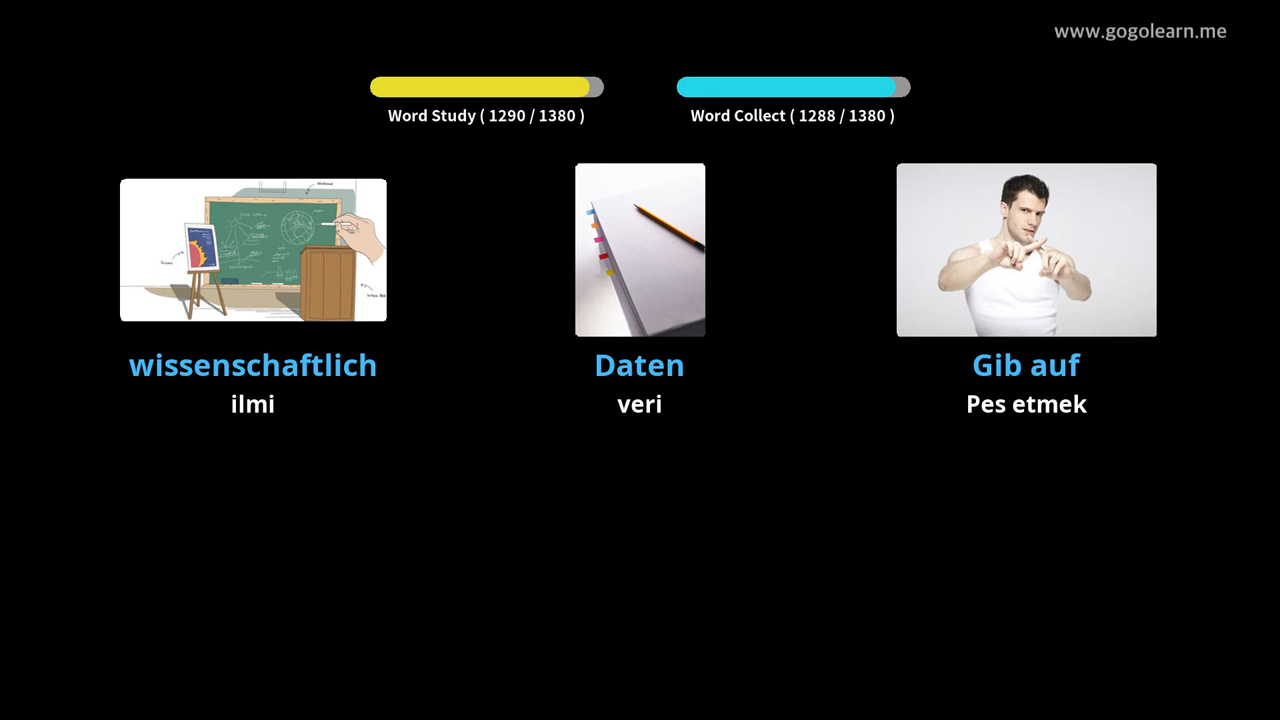 www.gogolearn.me
Word Study ( 1290 / 1380 )
Word Collect ( 1288 / 1380 )
wissenschaftlich
Daten
Gib auf
ilmi
veri
Pes etmek